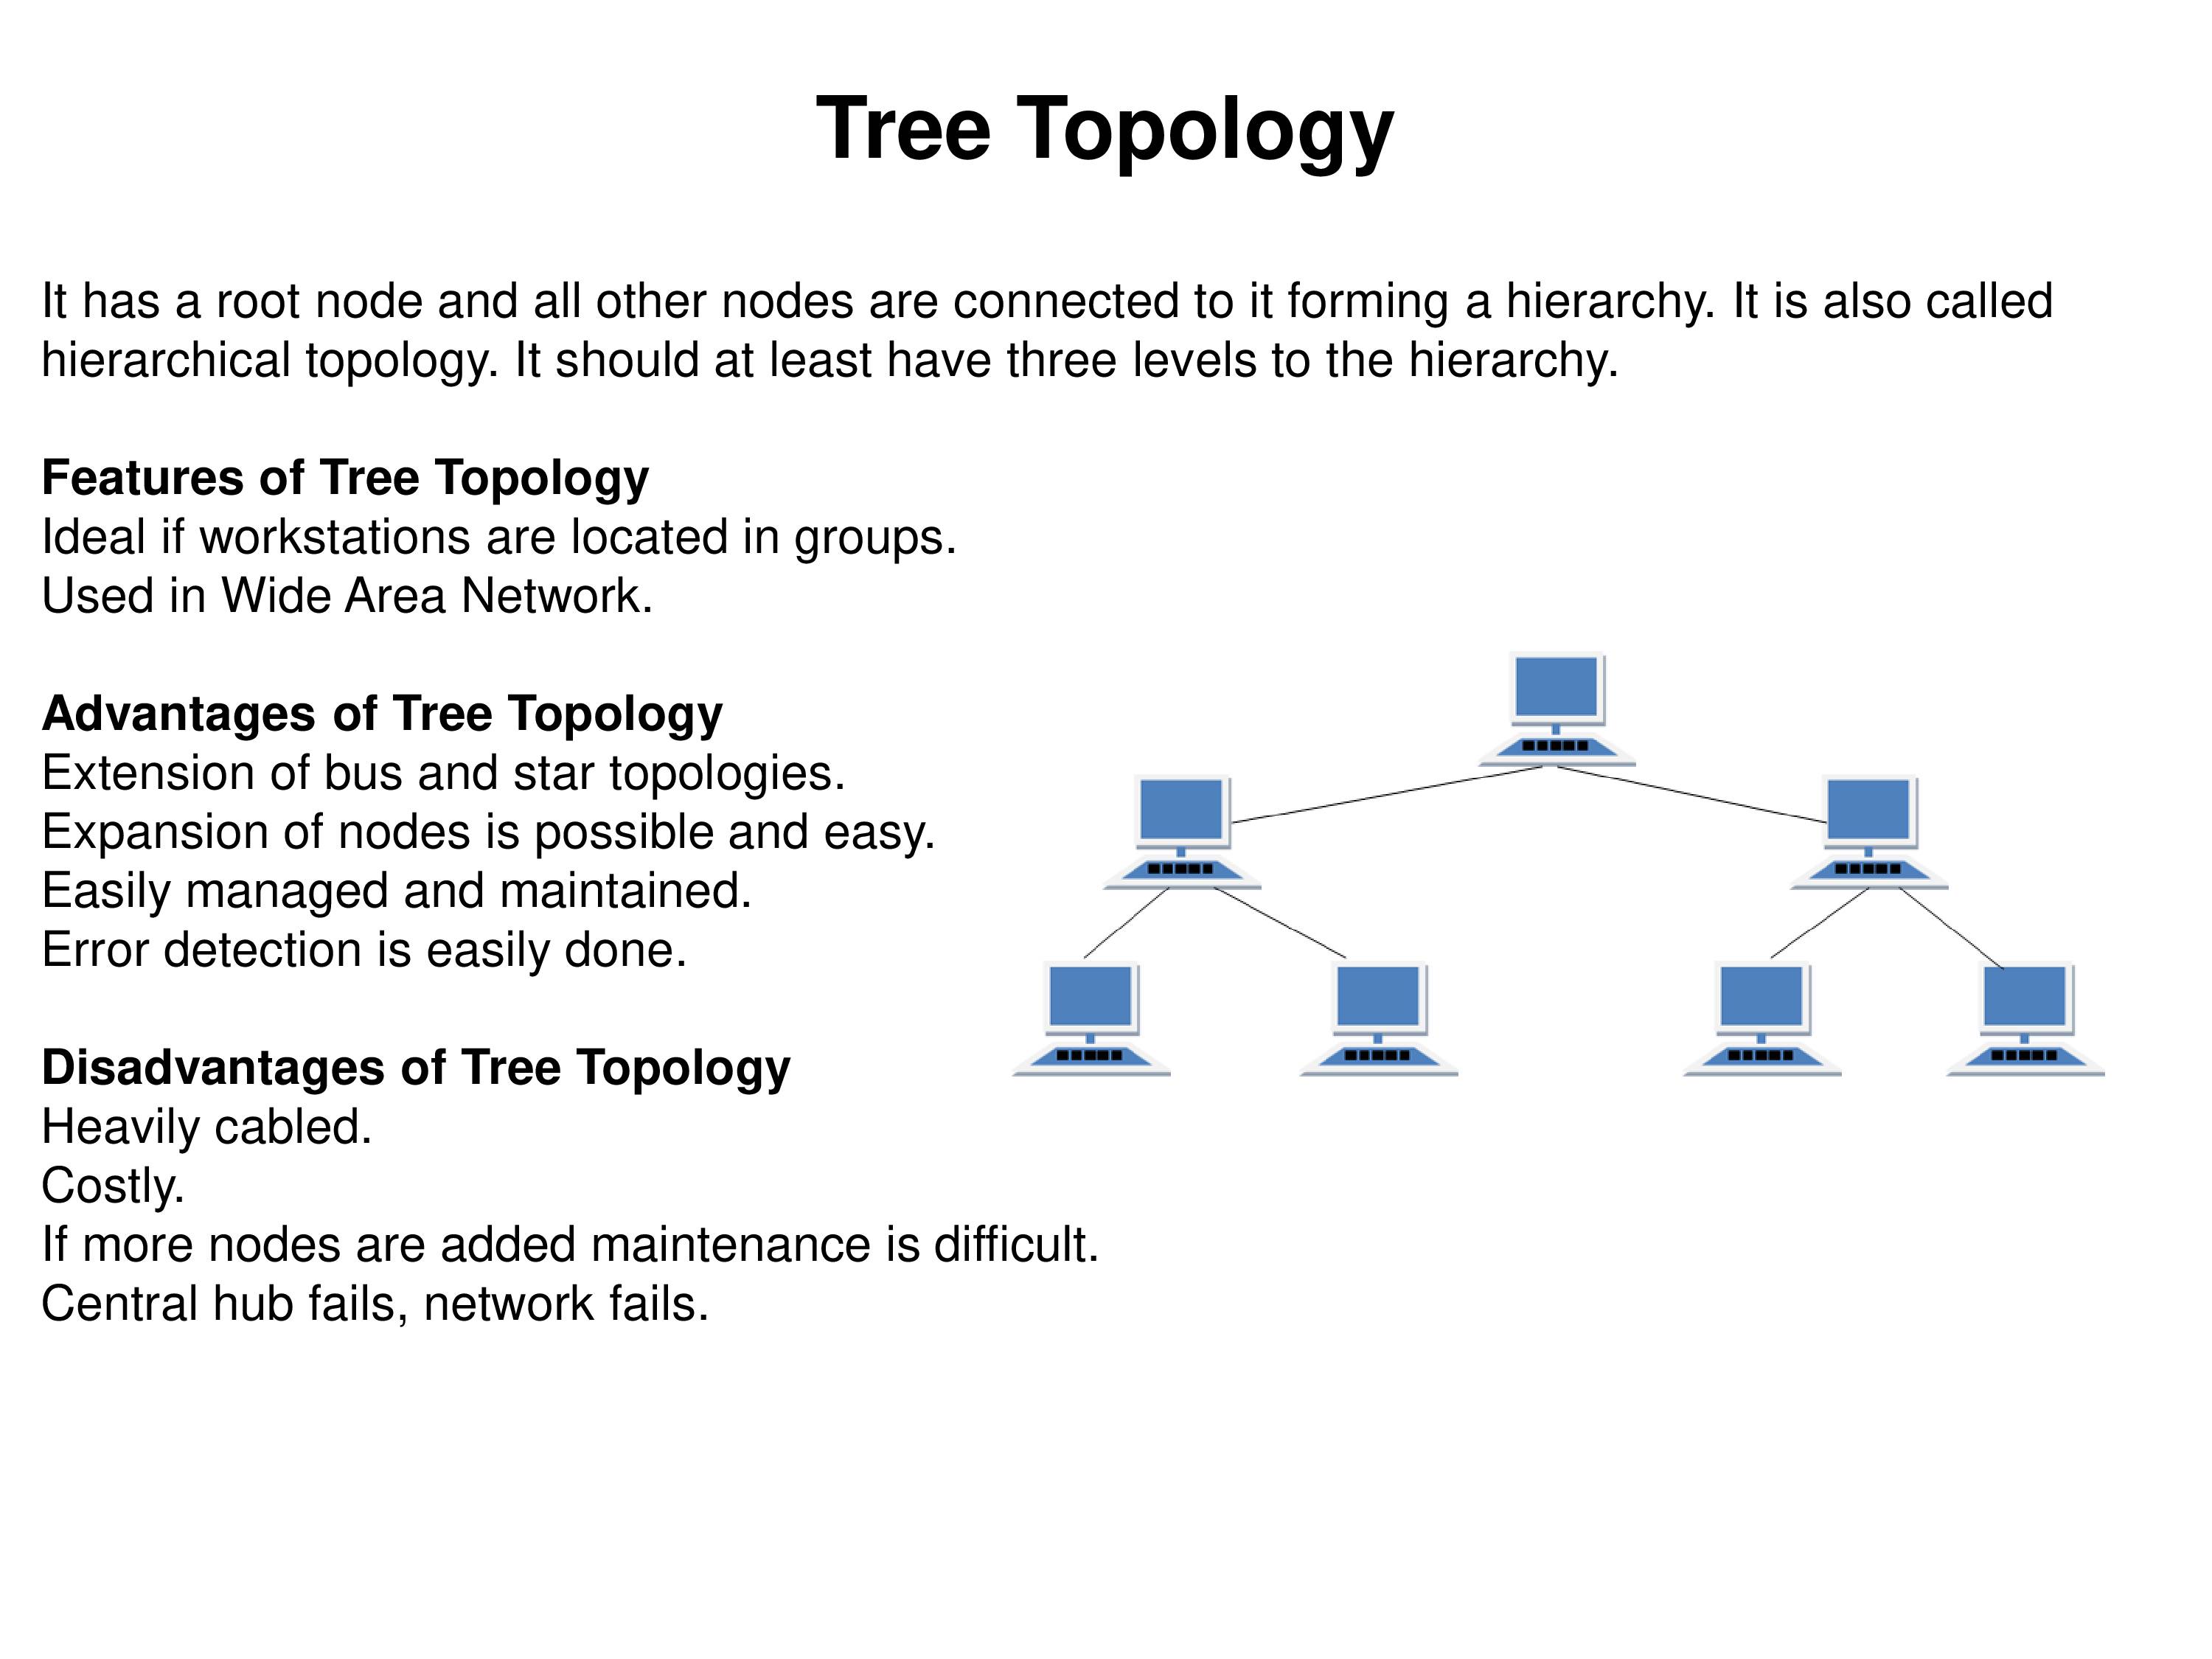 Tree Topology
It has a root node and all other nodes are connected to it forming a hierarchy. It is also called
hierarchical topology. It should at least have three levels to the hierarchy.
Features of Tree Topology
Ideal if workstations are located in groups.
Used in Wide Area Network.
Advantages of Tree Topology
Extension of bus and star topologies.
Expansion of nodes is possible and easy.
Easily managed and maintained.
Error detection is easily done.
Disadvantages of Tree Topology
Heavily cabled.
Costly.
If more nodes are added maintenance is difficult.
Central hub fails, network fails.